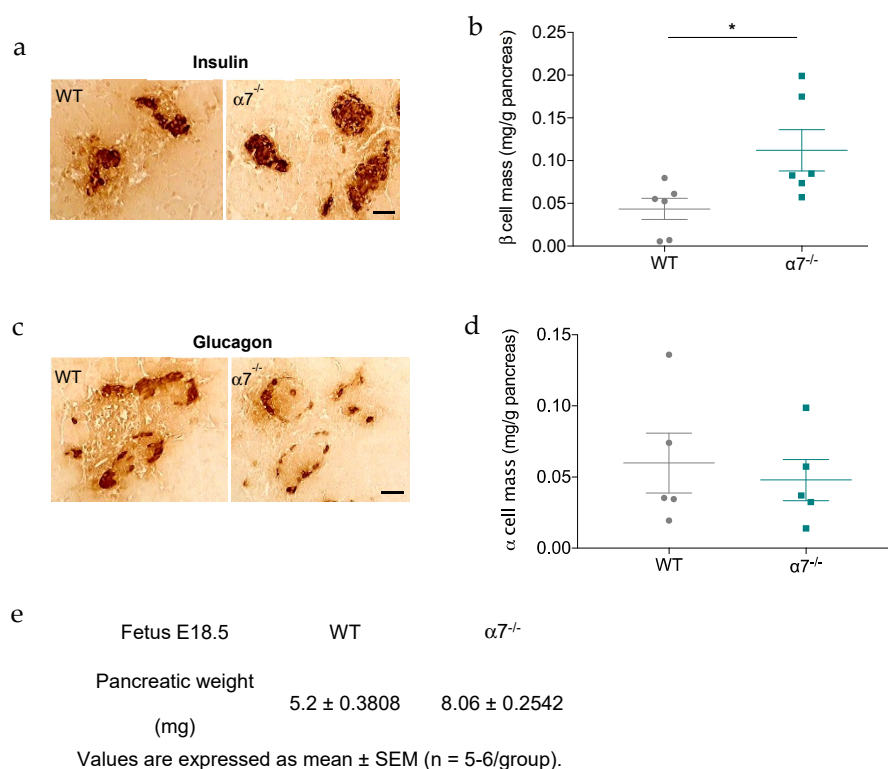 a
Insulin
WT
α7-/-
b
*
β cell mass (mg/g pancreas)
0.25
0.20
0.15
0.10
0.05
0.00
WT
α7-/-
c
Glucagon
WT
α7-/-
d
α cell mass (mg/g pancreas)
0.15
0.10
0.05
0.00
WT
α7-/-
e
Fetus E18.5 WT α7-/-
Pancreatic weight
(mg)
5.2 ± 0.3808 8.06 ± 0.2542
Values are expressed as mean ± SEM (n = 5-6/group).